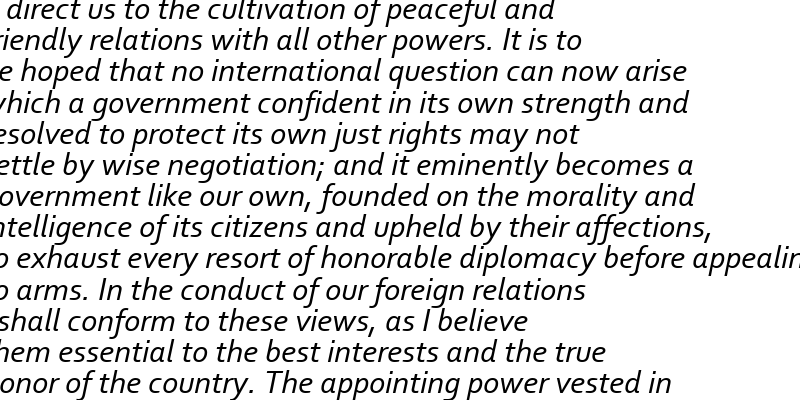 direct us to the cultivation of peaceful and
riendly relations with all other powers. It is to
e hoped that no international question can now arise
which a government confident in its own strength and
esolved to protect its own just rights may not
ettle by wise negotiation; and it eminently becomes a
overnment like our own, founded on the morality and
ntelligence of its citizens and upheld by their affections,
o exhaust every resort of honorable diplomacy before appealin
o arms. In the conduct of our foreign relations
shall conform to these views, as I believe
hem essential to the best interests and the true
onor of the country. The appointing power vested in